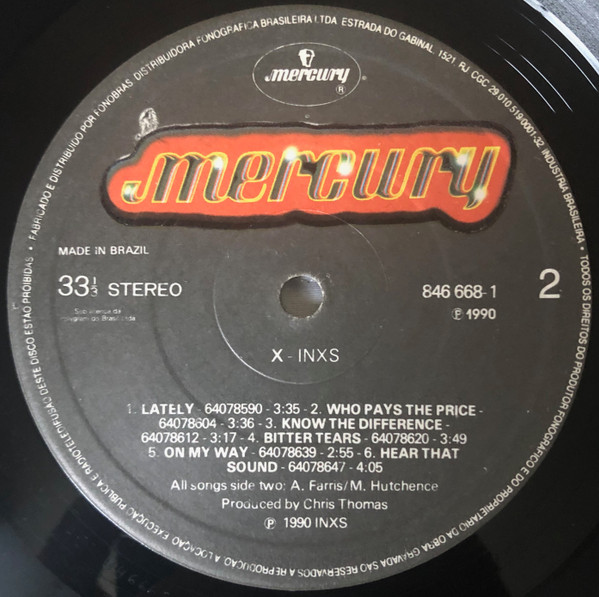 FABRICADO E DISTRIBUIDO POR FONOBRAS DISTRIBUIDORA FONOGRAFICA BRASILEIRA LTDA ESTRADA DO GABINAL, 1521 RJ CGC 29 010 519 0001-32 INDUSTRIA BRASILEIRA • TODOS OS DIREITOS DO PRODUTOR FONOGRAFICO E DO PROPRIETARIO DA OBRA GRAVADA SÃO RESERVADOS A REPRODUÇÃO, A LOCAÇÃO, EXECUÇÃO PUBLICA E RADIOTELEDIFUSÃO DESTE DISCO ESTÃO PROIBIDAS •
mercury
®
mercury
MADE IN BRAZIL
33⅓ STEREO
846 668-1
2
℗ 1990
X - INXS
1. LATELY - 64078590 - 3:35 - 2. WHO PAYS THE PRICE -
64078604 - 3:36 - 3. KNOW THE DIFFERENCE -
64078612 - 3:17 - 4. BITTER TEARS - 64078620 - 3:49
5. ON MY WAY - 64078639 - 2:55 - 6. HEAR THAT
SOUND - 64078647 - 4:05
All songs side two: A. Farris/M. Hutchence
Produced by Chris Thomas
℗ 1990 INXS